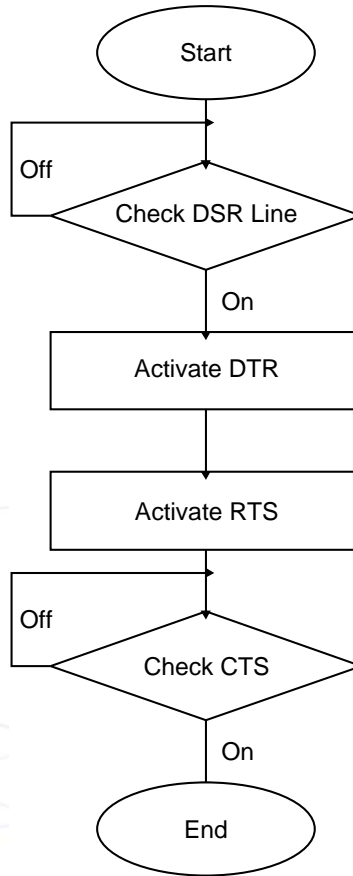 Start
Off
Check DSR Line
On
Activate DTR
Activate RTS
Off
Check CTS
On
End